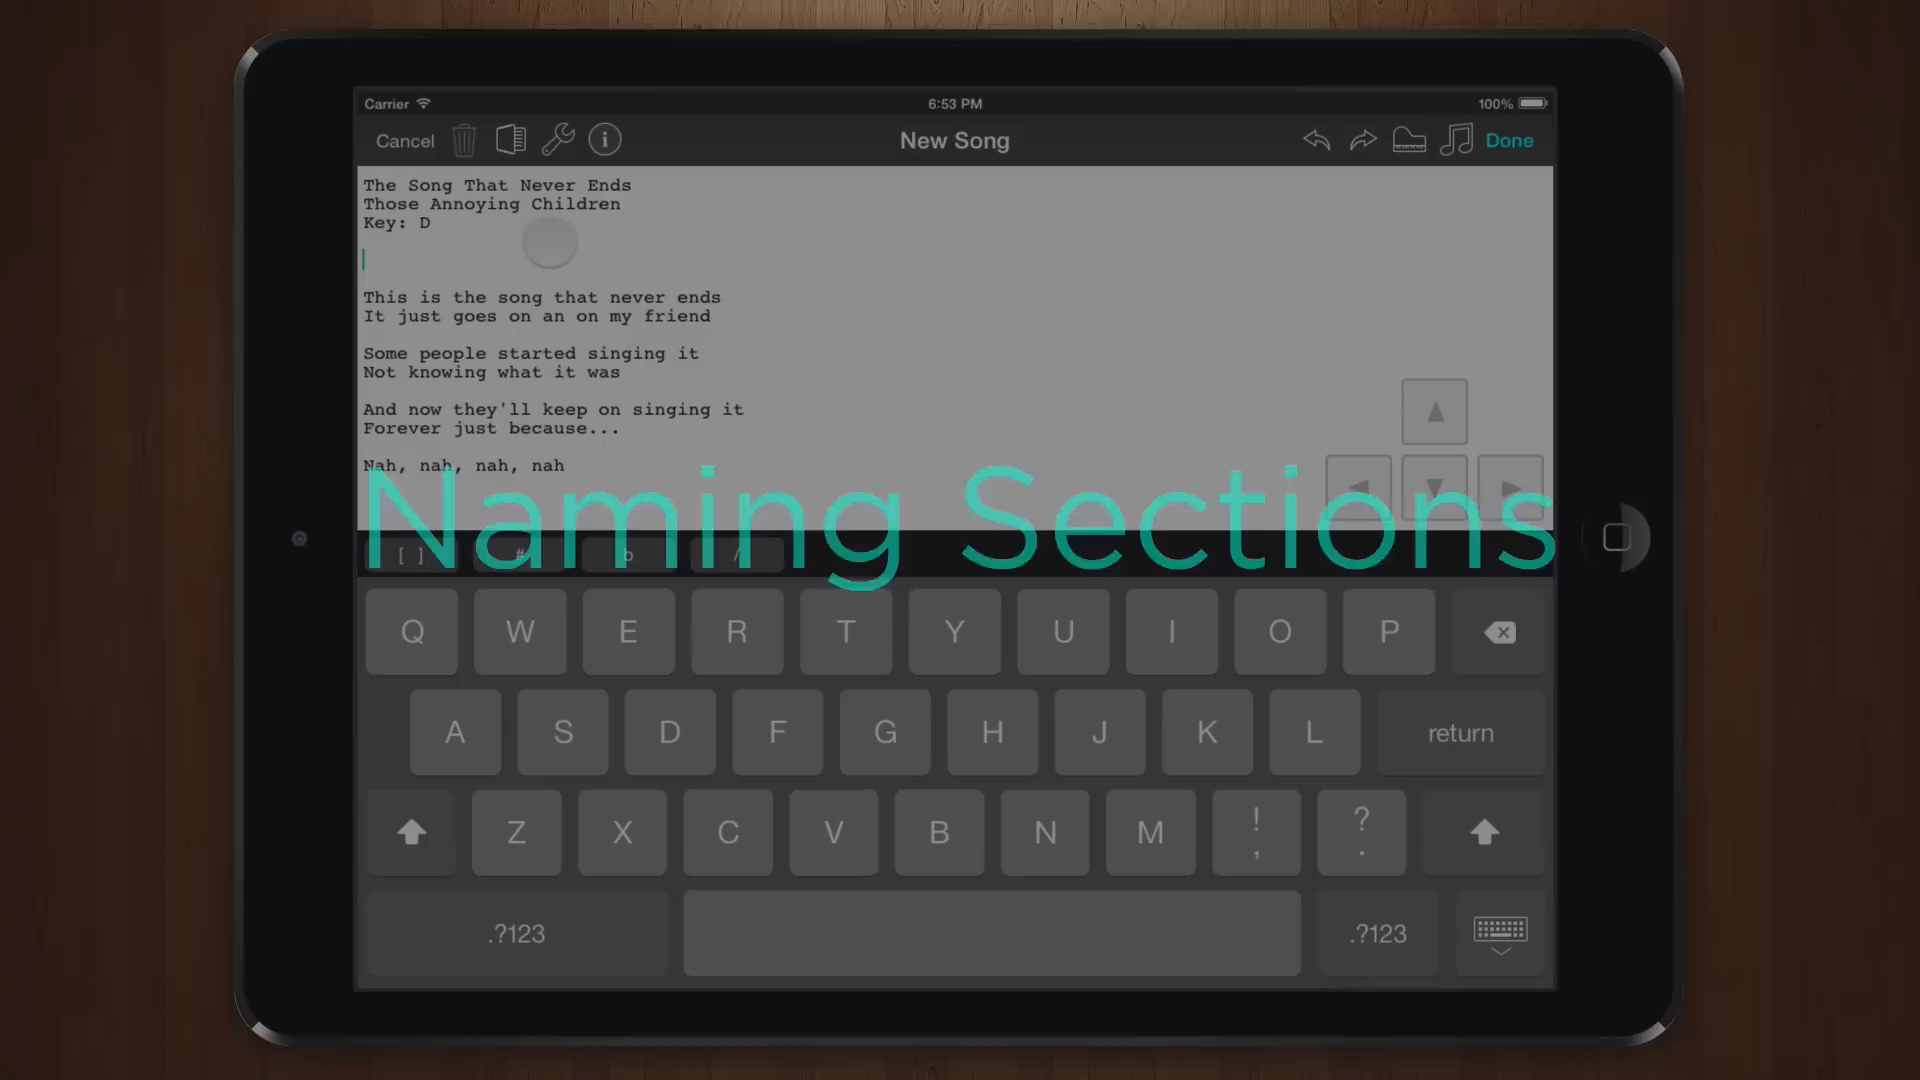 Carrier 6:53 PM 100%
Cancel New Song Done
The Song That Never Ends
Those Annoying Children
Key: D
This is the song that never ends
It just goes on an on my friend
Some people started singing it
Not knowing what it was
And now they'll keep on singing it
Forever just because...
Nah, nah, nah, nah
Naming Sections
[ ] # b /
Q W E R T Y U I O P
A S D F G H J K L return
Z X C V B N M ! , ? .
.?123 .?123